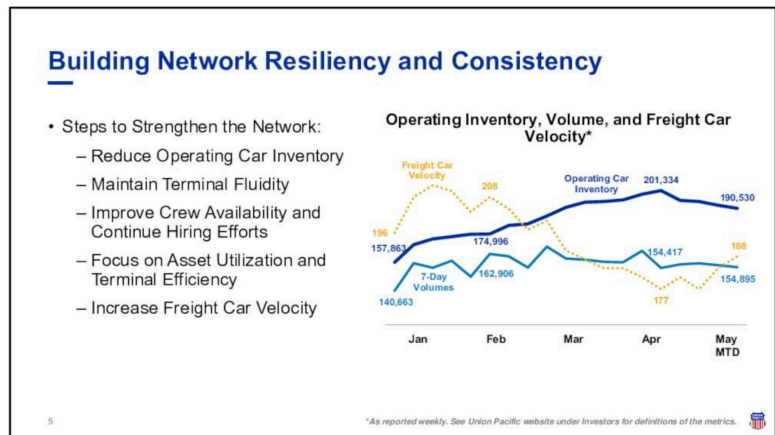 Building Network Resiliency and Consistency
• Steps to Strengthen the Network:
– Reduce Operating Car Inventory
– Maintain Terminal Fluidity
– Improve Crew Availability and
Continue Hiring Efforts
– Focus on Asset Utilization and
Terminal Efficiency
– Increase Freight Car Velocity
Operating Inventory, Volume, and Freight Car
Velocity*
Freight Car
Velocity
208
Operating Car
Inventory
201,334
190,530
196
157,863
174,996
154,417
188
7-Day
Volumes
162,906
154,895
140,663
177
Jan
Feb
Mar
Apr
May
MTD
5
*As reported weekly. See Union Pacific website under Investors for definitions of the metrics.